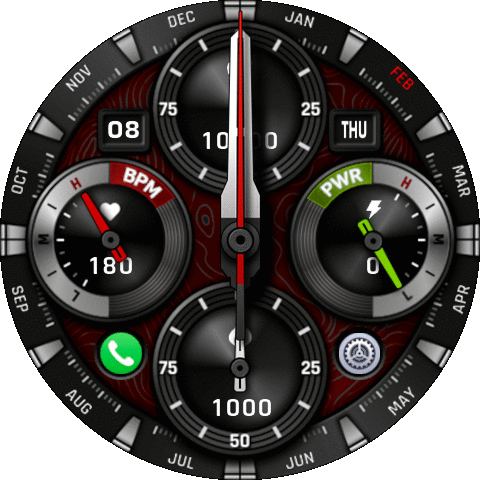 DEC
JAN
NOV
FEB
75
25
08
THU
OCT
MAR
H
BPM
PWR
H
M
M
180
0
L
L
SEP
APR
75
25
AUG
MAY
1000
50
JUL
JUN